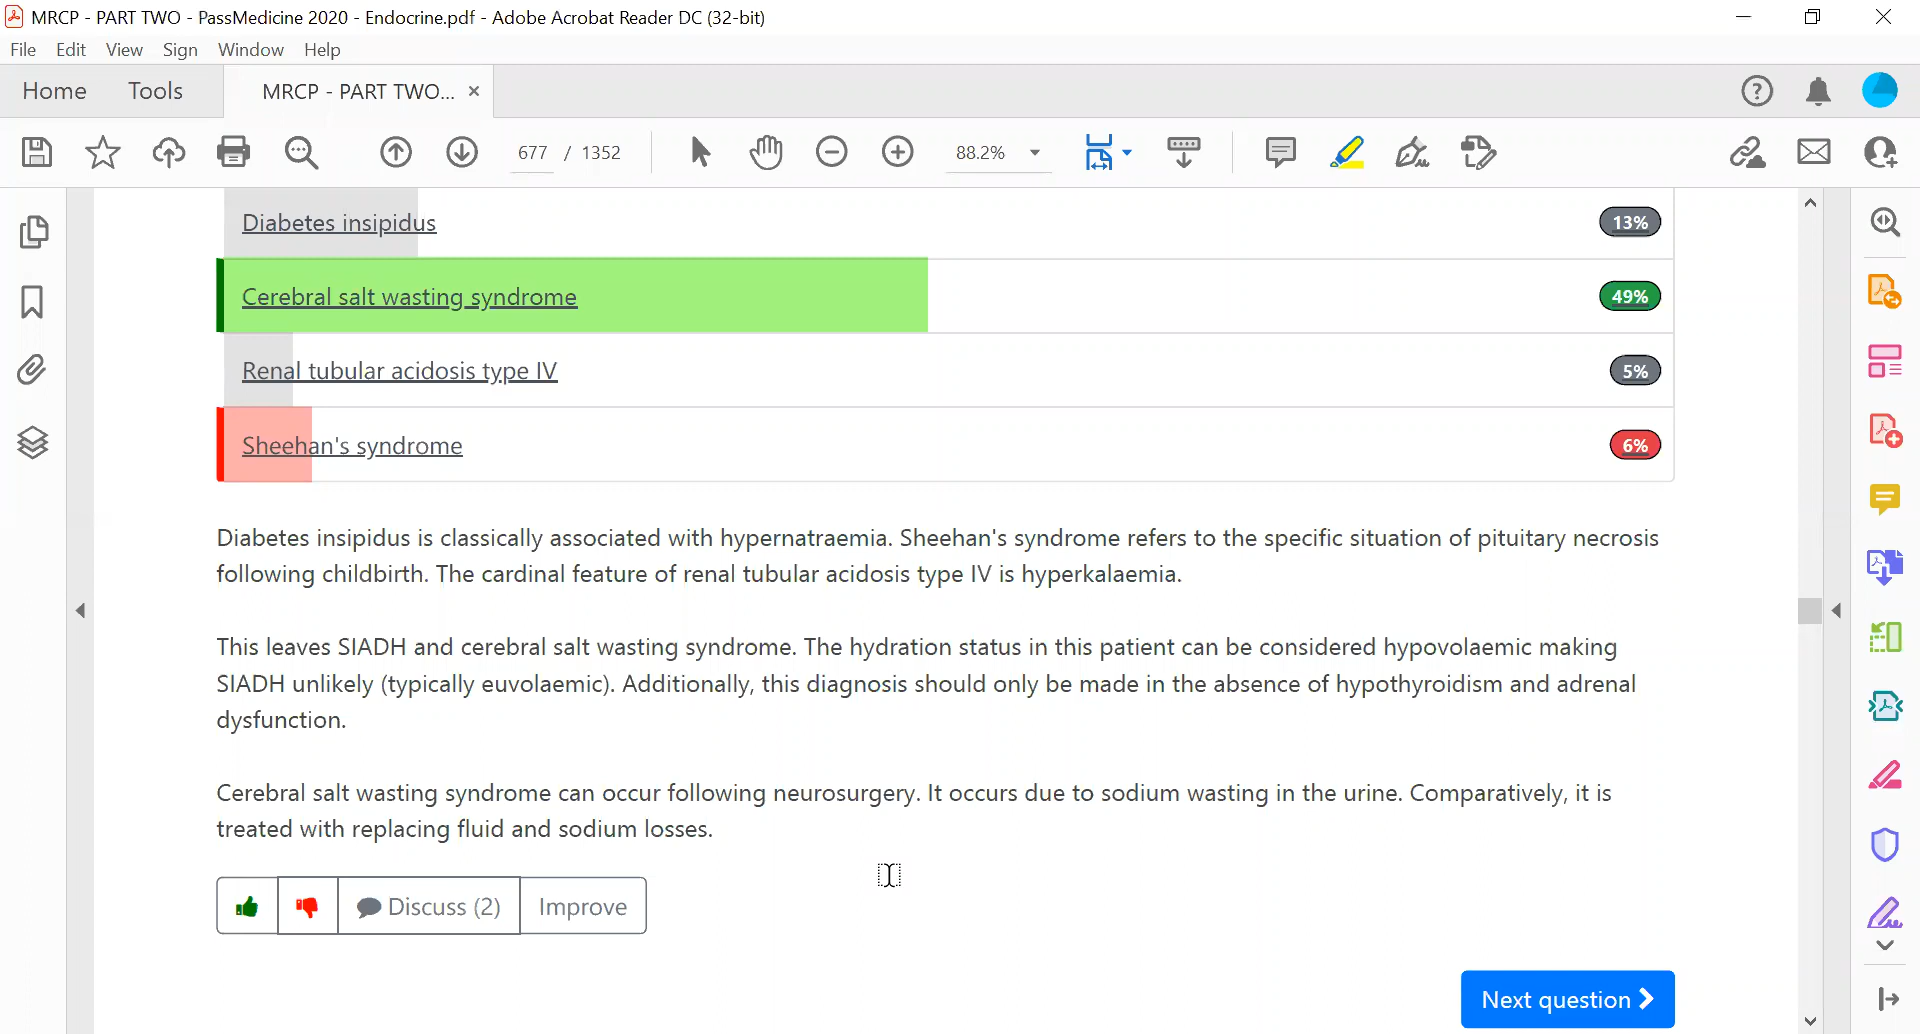 MRCP - PART TWO - PassMedicine 2020 - Endocrine.pdf - Adobe Acrobat Reader DC (32-bit)
File Edit View Sign Window Help
Home Tools MRCP - PART TWO... ×
677 / 1352 88.2%
Diabetes insipidus 13%
Cerebral salt wasting syndrome 49%
Renal tubular acidosis type IV 5%
Sheehan's syndrome 6%
Diabetes insipidus is classically associated with hypernatraemia. Sheehan's syndrome refers to the specific situation of pituitary necrosis
following childbirth. The cardinal feature of renal tubular acidosis type IV is hyperkalaemia.
This leaves SIADH and cerebral salt wasting syndrome. The hydration status in this patient can be considered hypovolaemic making
SIADH unlikely (typically euvolaemic). Additionally, this diagnosis should only be made in the absence of hypothyroidism and adrenal
dysfunction.
Cerebral salt wasting syndrome can occur following neurosurgery. It occurs due to sodium wasting in the urine. Comparatively, it is
treated with replacing fluid and sodium losses.
Discuss (2) Improve
Next question